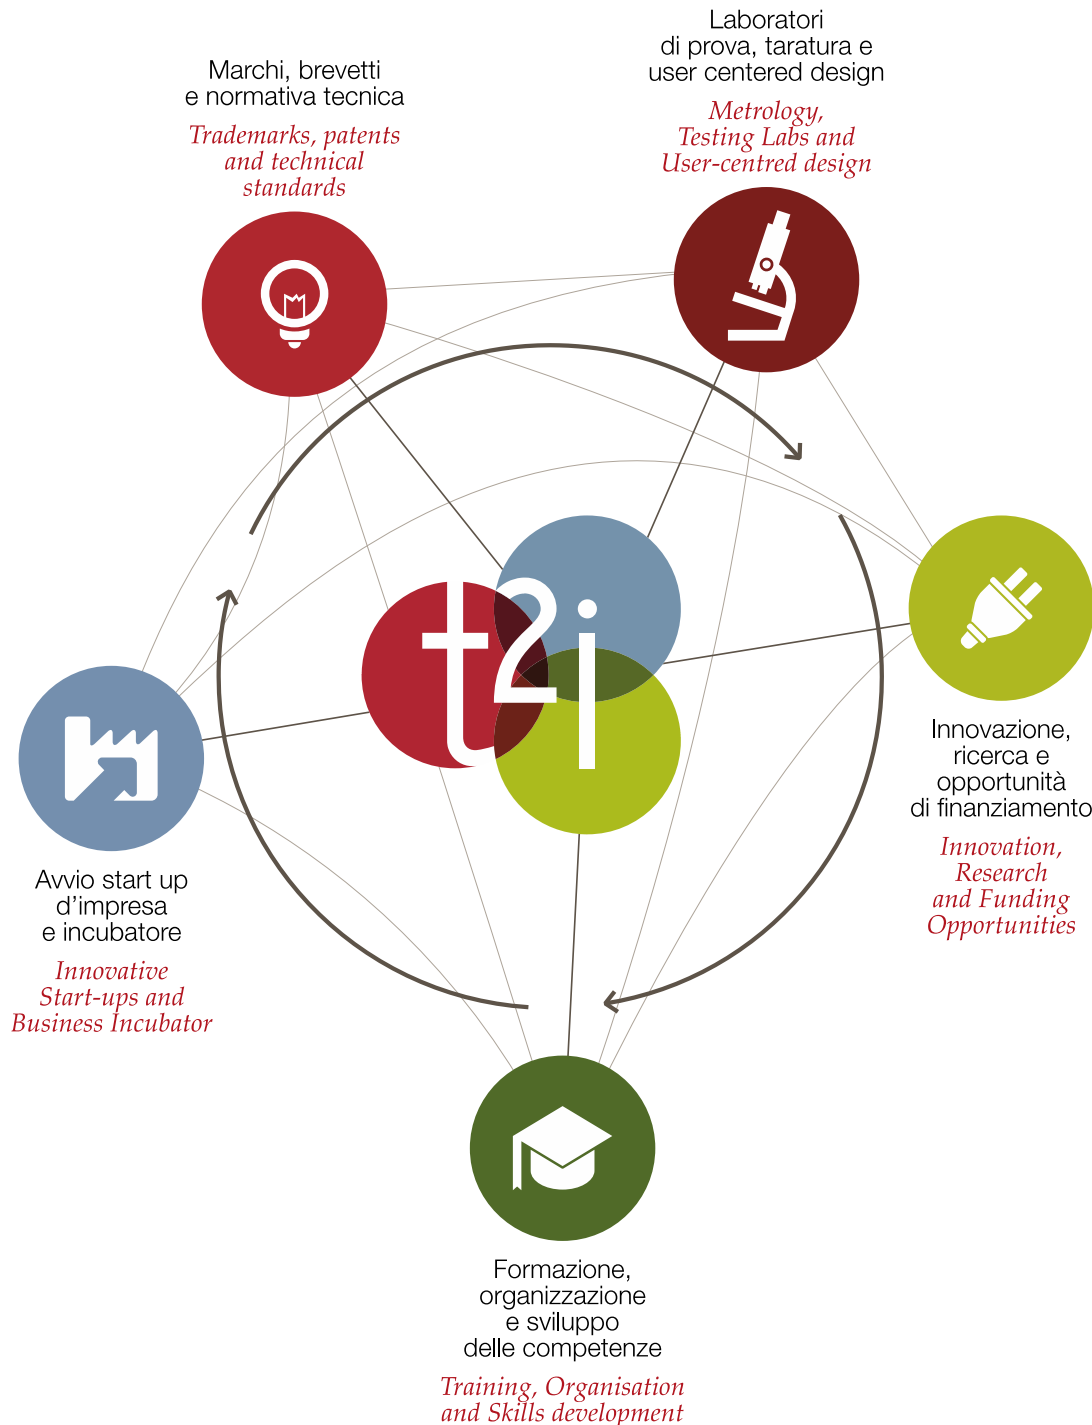 Marchi, brevetti
e normativa tecnica
Trademarks, patents
and technical
standards
Laboratori
di prova, taratura e
user centered design
Metrology,
Testing Labs and
User-centred design
t2i
Innovazione,
ricerca e
opportunità
di finanziamento
Innovation,
Research
and Funding
Opportunities
Avvio start up
d’impresa
e incubatore
Innovative
Start-ups and
Business Incubator
Formazione,
organizzazione
e sviluppo
delle competenze
Training, Organisation
and Skills development